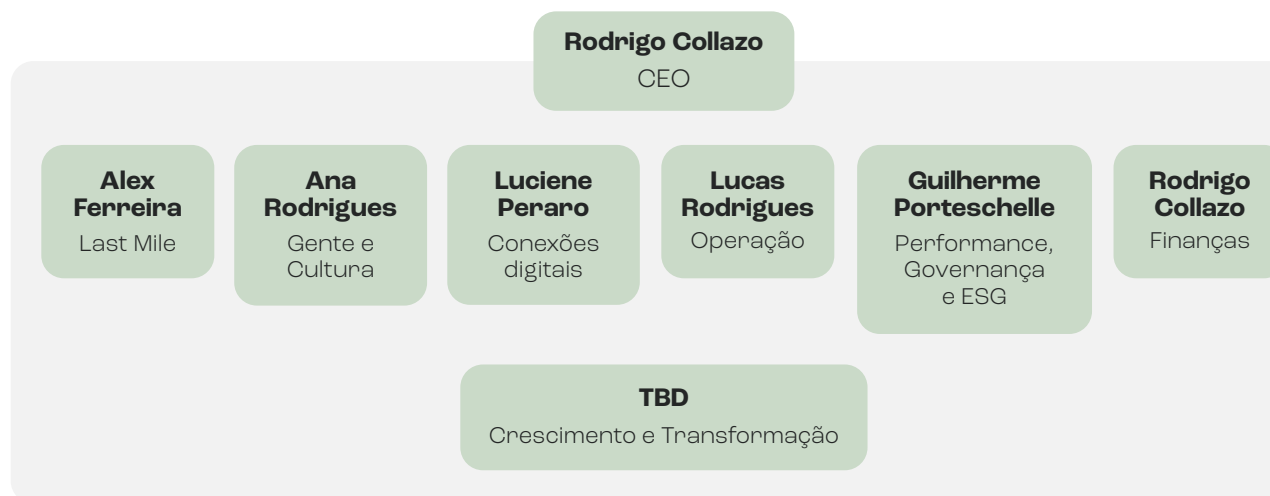 Rodrigo Collazo
CEO
Alex
Ferreira
Last Mile
Ana
Rodrigues
Gente e
Cultura
Luciene
Peraro
Conexões
digitais
Lucas
Rodrigues
Operação
Guilherme
Porteschelle
Performance,
Governança
e ESG
Rodrigo
Collazo
Finanças
TBD
Crescimento e Transformação